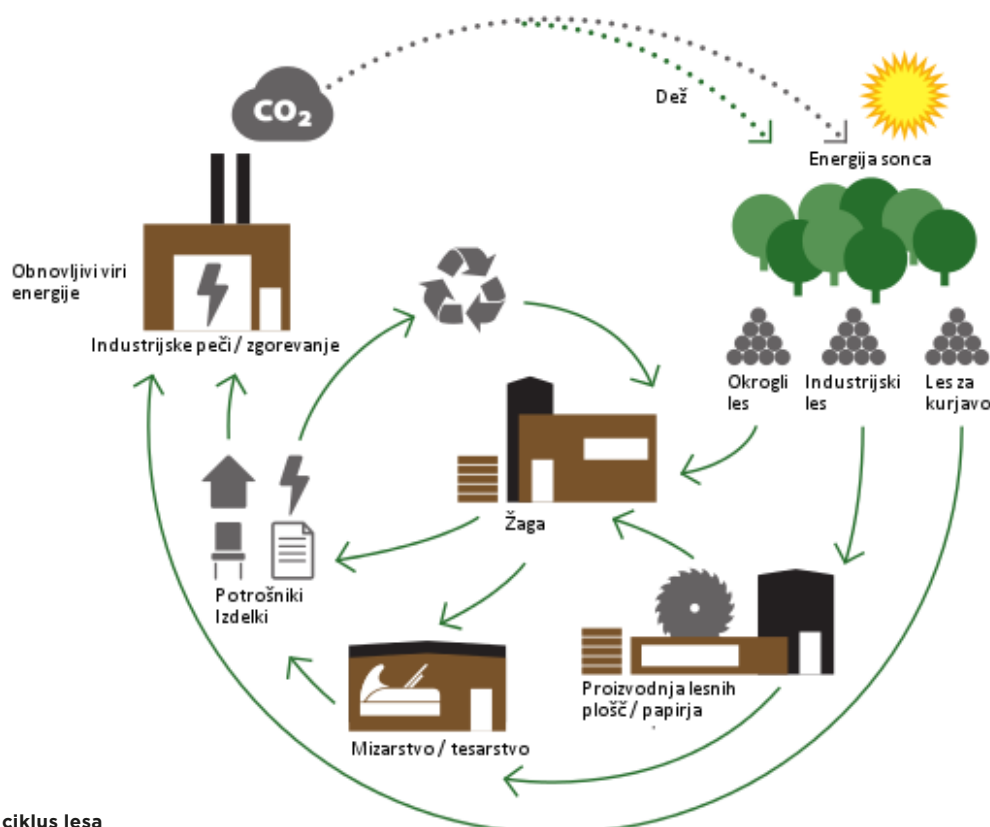 CO₂
Dež
Energija sonca
Obnovljivi viri
energije
Industrijske peči / zgorevanje
Okrogli
les
Industrijski
les
Les za
kurjavo
Žaga
Potrošniki
Izdelki
Proizvodnja lesnih
plošč / papirja
Mizarstvo / tesarstvo
ciklus lesa